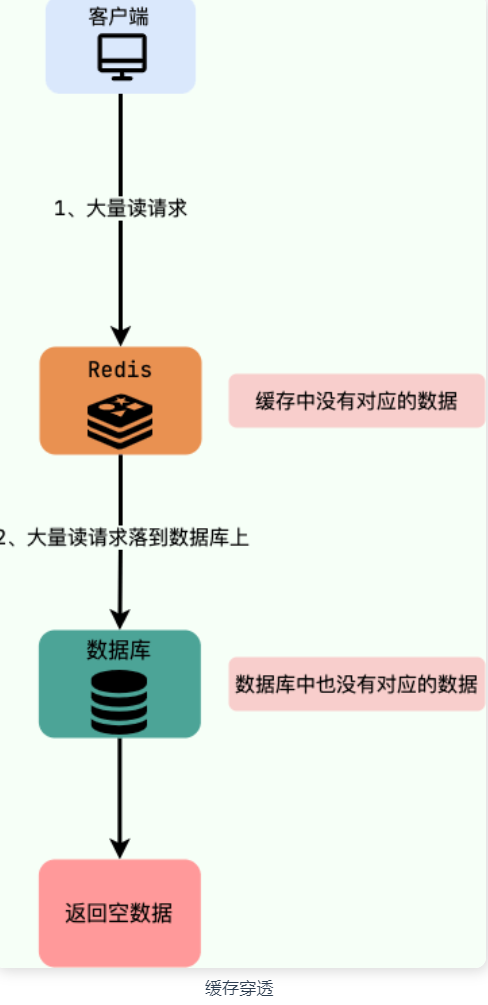 客户端
1、大量读请求
Redis
缓存中没有对应的数据
2、大量读请求落到数据库上
数据库
数据库中也没有对应的数据
返回空数据
缓存穿透